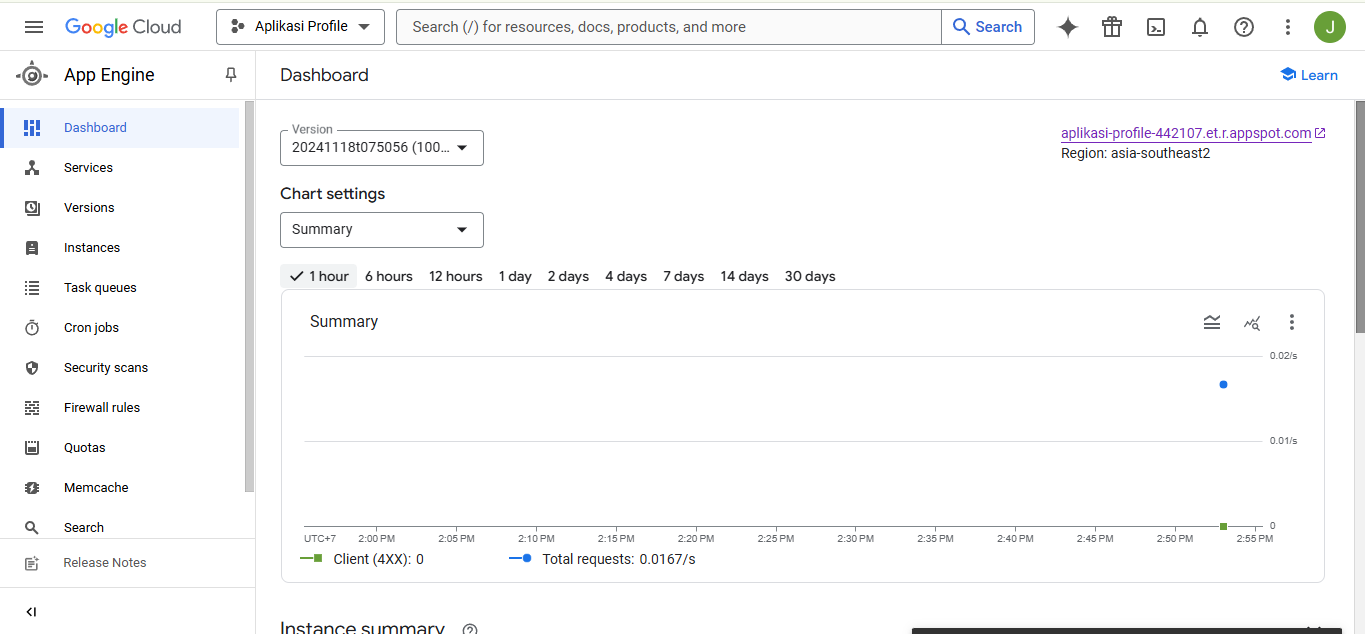 Google Cloud
Aplikasi Profile
Search (/) for resources, docs, products, and more
Search
J
App Engine
Dashboard
Learn
Dashboard
Services
Versions
Instances
Task queues
Cron jobs
Security scans
Firewall rules
Quotas
Memcache
Search
Release Notes
Version
20241118t075056 (100...
aplikasi-profile-442107.et.r.appspot.com
Region: asia-southeast2
Chart settings
Summary
1 hour 6 hours 12 hours 1 day 2 days 4 days 7 days 14 days 30 days
Summary
0.02/s
0.01/s
0
UTC+7 2:00 PM 2:05 PM 2:10 PM 2:15 PM 2:20 PM 2:25 PM 2:30 PM 2:35 PM 2:40 PM 2:45 PM 2:50 PM 2:55 PM
Client (4XX): 0 Total requests: 0.0167/s
Instance summary